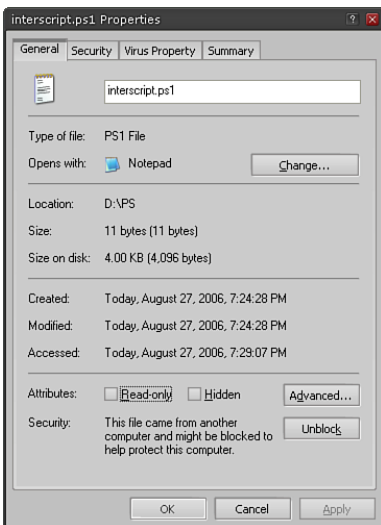 interscript.ps1 Properties
General Security Virus Property Summary
interscript.ps1
Type of file: PS1 File
Opens with: Notepad Change...
Location: D:\PS
Size: 11 bytes (11 bytes)
Size on disk: 4.00 KB (4,096 bytes)
Created: Today, August 27, 2006, 7:24:28 PM
Modified: Today, August 27, 2006, 7:24:28 PM
Accessed: Today, August 27, 2006, 7:29:07 PM
Attributes: Read-only Hidden Advanced...
Security: This file came from another
computer and might be blocked to
help protect this computer.
Unblock
OK Cancel Apply